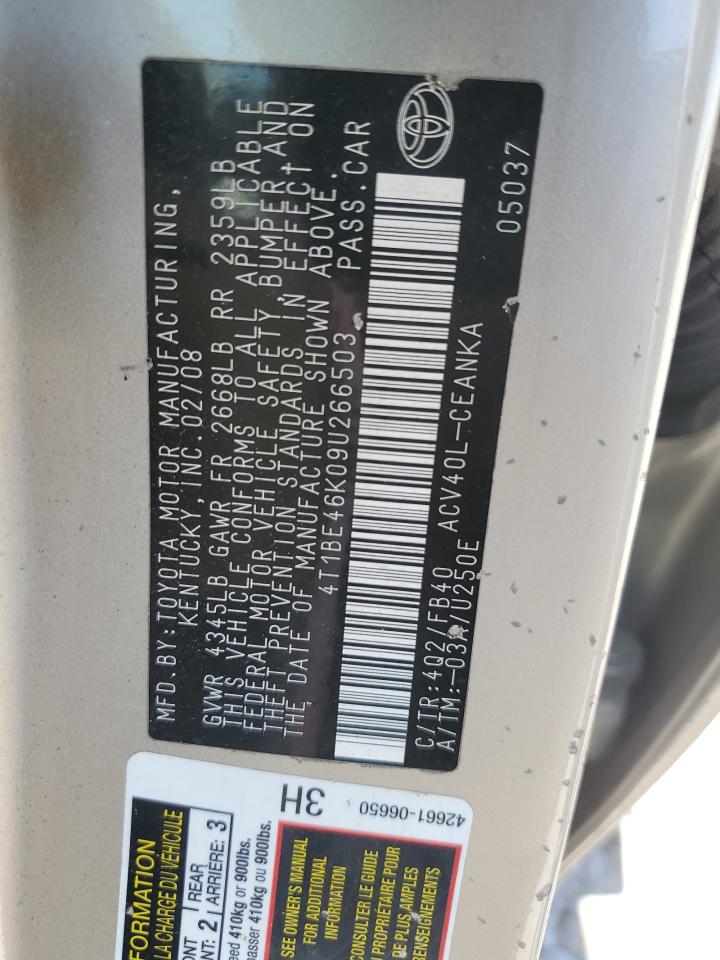 MFD. BY: TOYOTA MOTOR MANUFACTURING,
KENTUCKY, INC. 02/08
GVWR 4345LB GAWR FR 2668LB RR 2359LB
THIS VEHICLE CONFORMS TO ALL APPLICABLE
FEDERAL MOTOR VEHICLE SAFETY, BUMPER, AND
THEFT PREVENTION STANDARDS IN EFFECT ON
THE DATE OF MANUFACTURE SHOWN ABOVE.
4T1BE46K09U266503 PASS.CAR
C/TR:4Q2/FB40
A/TM:-03A/U250E ACV40L-CEANKA
05037
3H
42661-06650
FORMATION
LA CHARGE DU VÉHICULE
REAR
2 ARRIÈRE: 3
410kg or 900lbs.
passer 410kg ou 900lbs.
SEE OWNER'S MANUAL
FOR ADDITIONAL
INFORMATION
CONSULTER LE GUIDE
PROPRIÉTAIRE POUR
DE PLUS AMPLES
RENSEIGNEMENTS